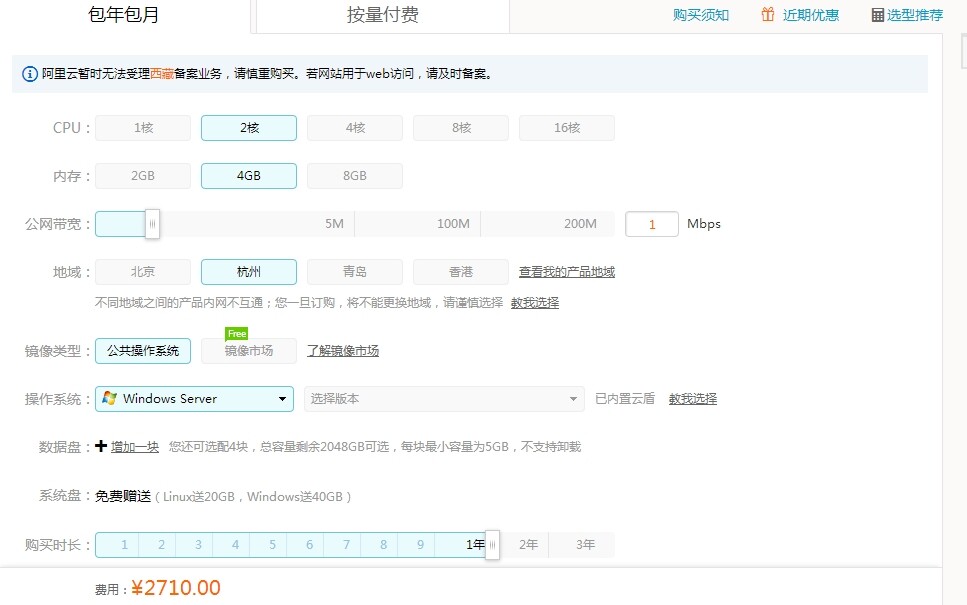 包年包月 按量付费 购买须知 近期优惠 选型推荐
阿里云暂时无法受理西藏备案业务，请慎重购买。若网站用于web访问，请及时备案。
CPU： 1核 2核 4核 8核 16核
内存： 2GB 4GB 8GB
公网带宽： 5M 100M 200M 1 Mbps
地域： 北京 杭州 青岛 香港 查看我的产品地域
不同地域之间的产品内网不互通；您一旦订购，将不能更换地域，请谨慎选择 教我选择
Free
镜像类型： 公共操作系统 镜像市场 了解镜像市场
操作系统： Windows Server 选择版本 已内置云盾 教我选择
数据盘： 增加一块 您还可选配4块，总容量剩余2048GB可选，每块最小容量为5GB，不支持卸载
系统盘： 免费赠送（Linux送20GB，Windows送40GB）
购买时长： 1 2 3 4 5 6 7 8 9 1年 2年 3年
费用：¥2710.00